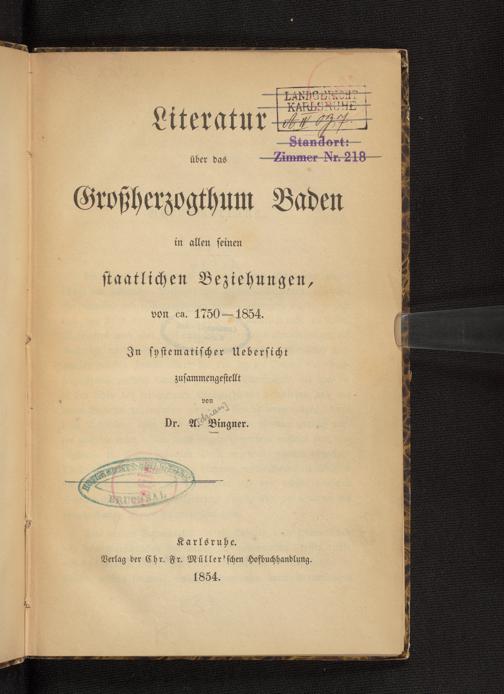 Literatur
über das
Großherzogthum Baden
in allen seinen
staatlichen Beziehungen,
von ca. 1750—1854.
In systematischer Uebersicht
zusammengestellt
von
Dr. A. Bingner.
Karlsruhe.
Verlag der Chr. Fr. Müller'schen Hofbuchhandlung.
1854.
LANDGERICHT
KARLSRUHE
Standort:
Zimmer Nr. 218
BRUCHSAL